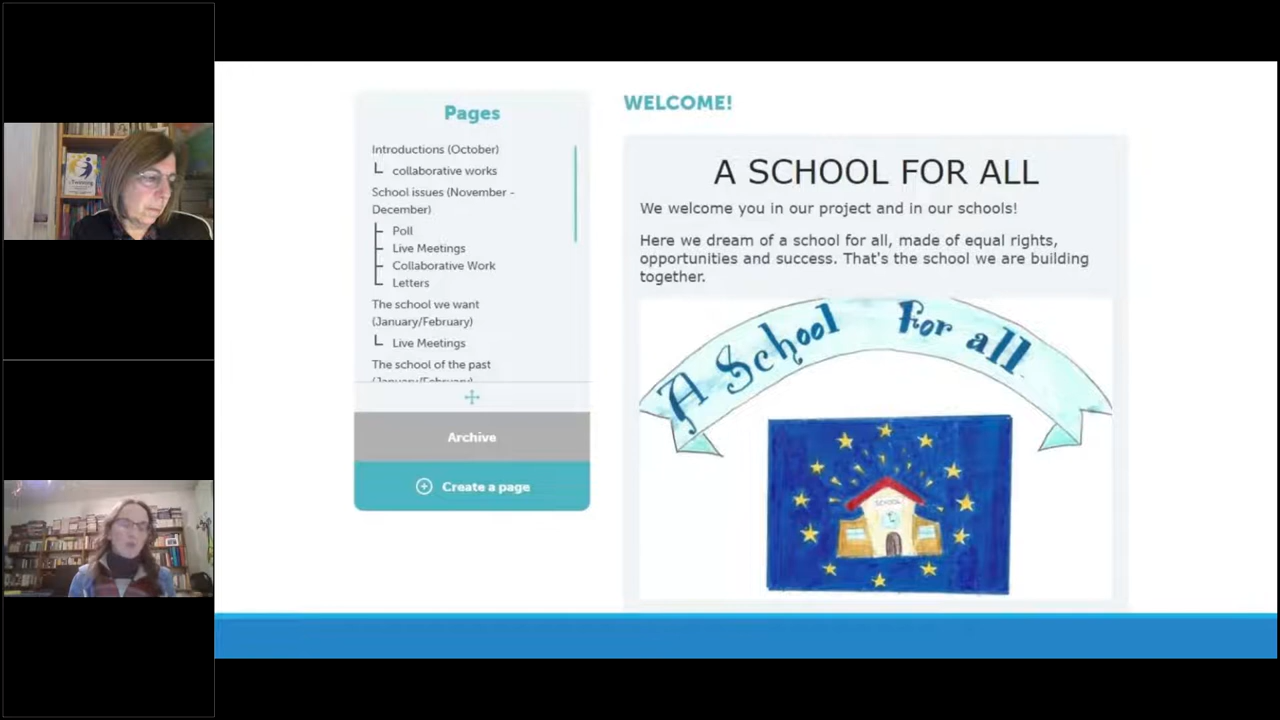 eTwinning
Pages
Introductions (October)
collaborative works
School issues (November -
December)
Poll
Live Meetings
Collaborative Work
Letters
The school we want
(January/February)
Live Meetings
The school of the past
(January/February)
Archive
Create a page
WELCOME!
A SCHOOL FOR ALL
We welcome you in our project and in our schools!
Here we dream of a school for all, made of equal rights,
opportunities and success. That's the school we are building
together.
A School for all
SCHOOL